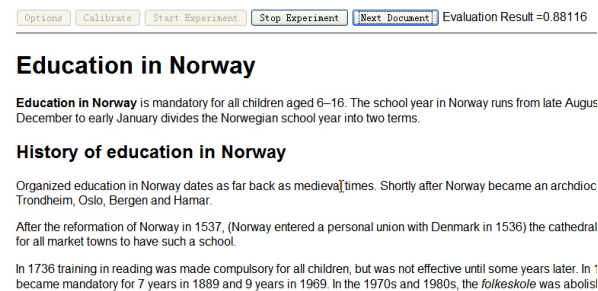 Options Calibrate Start Experiment Stop Experiment Next Document Evaluation Result =0.88116
Education in Norway
Education in Norway is mandatory for all children aged 6–16. The school year in Norway runs from late Augus
December to early January divides the Norwegian school year into two terms.
History of education in Norway
Organized education in Norway dates as far back as medieval times. Shortly after Norway became an archdioc
Trondheim, Oslo, Bergen and Hamar.
After the reformation of Norway in 1537, (Norway entered a personal union with Denmark in 1536) the cathedral
for all market towns to have such a school.
In 1736 training in reading was made compulsory for all children, but was not effective until some years later. In 1
became mandatory for 7 years in 1889 and 9 years in 1969. In the 1970s and 1980s, the folkeskole was abolis